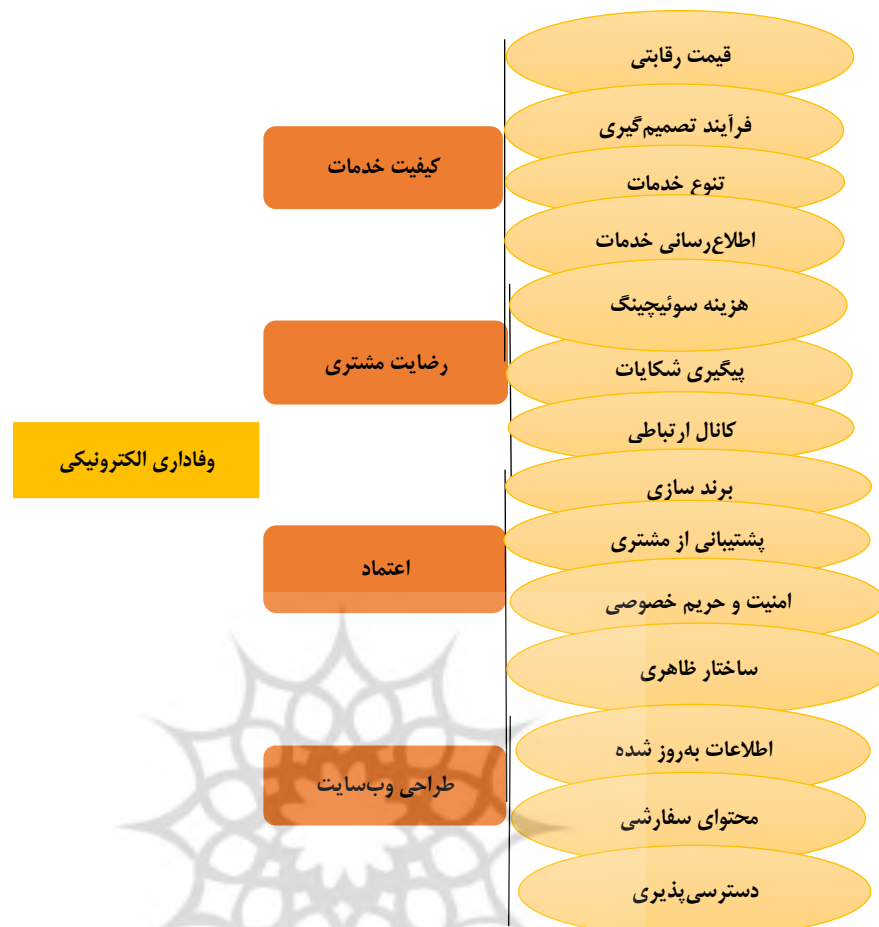 قیمت رقابتی
فرآیند تصمیم‌گیری
کیفیت خدمات
تنوع خدمات
اطلاع‌رسانی خدمات
هزینه سوئیچینگ
رضایت مشتری
پیگیری شکایات
کانال ارتباطی
وفاداری الکترونیکی
برند سازی
پشتیبانی از مشتری
اعتماد
امنیت و حریم خصوصی
ساختار ظاهری
اطلاعات به‌روز شده
طراحی وب‌سایت
محتوای سفارشی
دسترسی‌پذیری